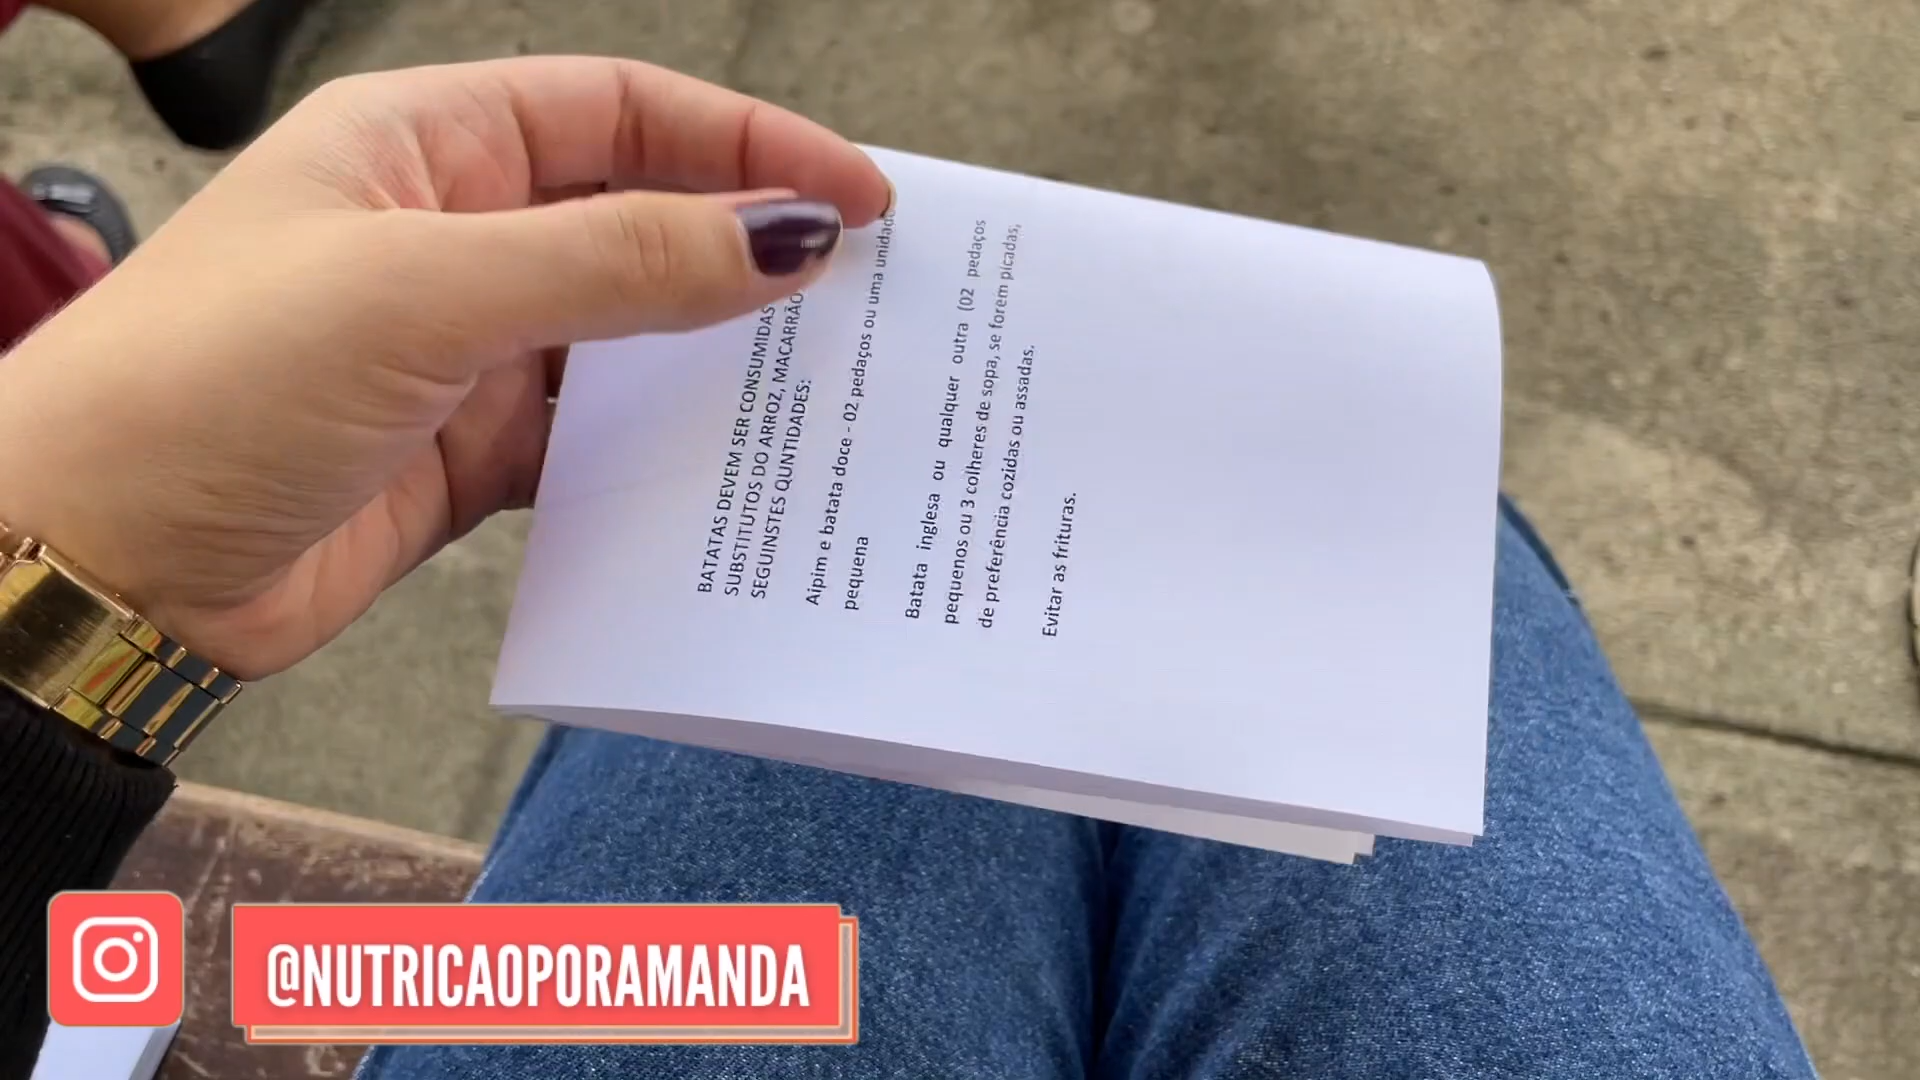 BATATAS DEVEM SER CONSUMIDAS
SUBSTITUTOS DO ARROZ, MACARRÃO
SEGUINSTES QUNTIDADES:
Aipim e batata doce - 02 pedaços ou uma unidade
pequena
Batata inglesa ou qualquer outra (02 pedaços
pequenos ou 3 colheres de sopa, se forem picadas,
de preferência cozidas ou assadas.
Evitar as frituras.
@NUTRICAOPORAMANDA